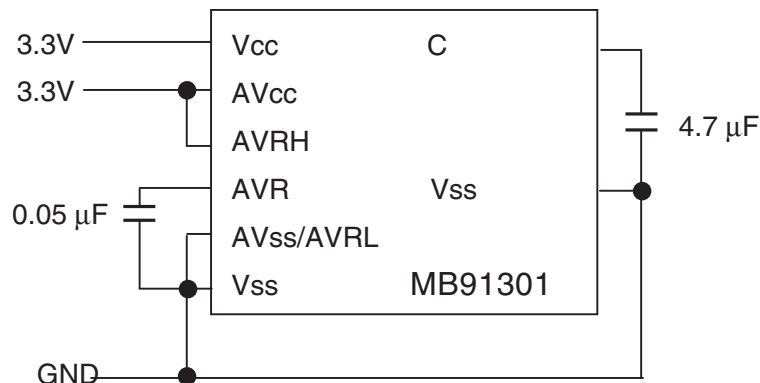 3.3V
Vcc
C
3.3V
AVcc
AVRH
4.7 μF
AVR
Vss
0.05 μF
AVss/AVRL
Vss
MB91301
GND